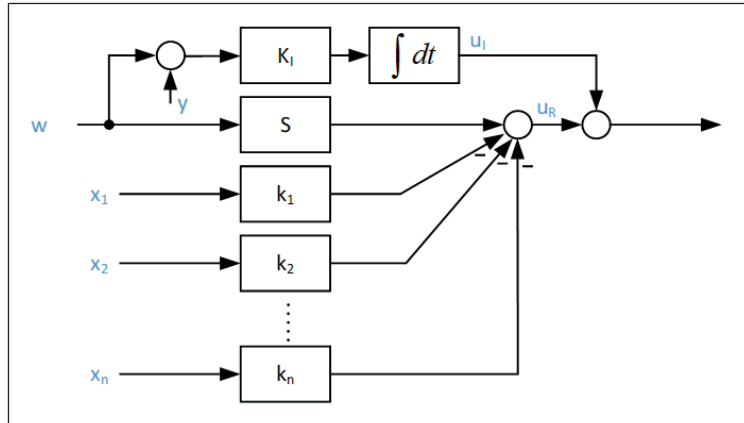 K_I
∫ dt
u_I
y
w
S
u_R
x_1
k_1
x_2
k_2
x_n
k_n